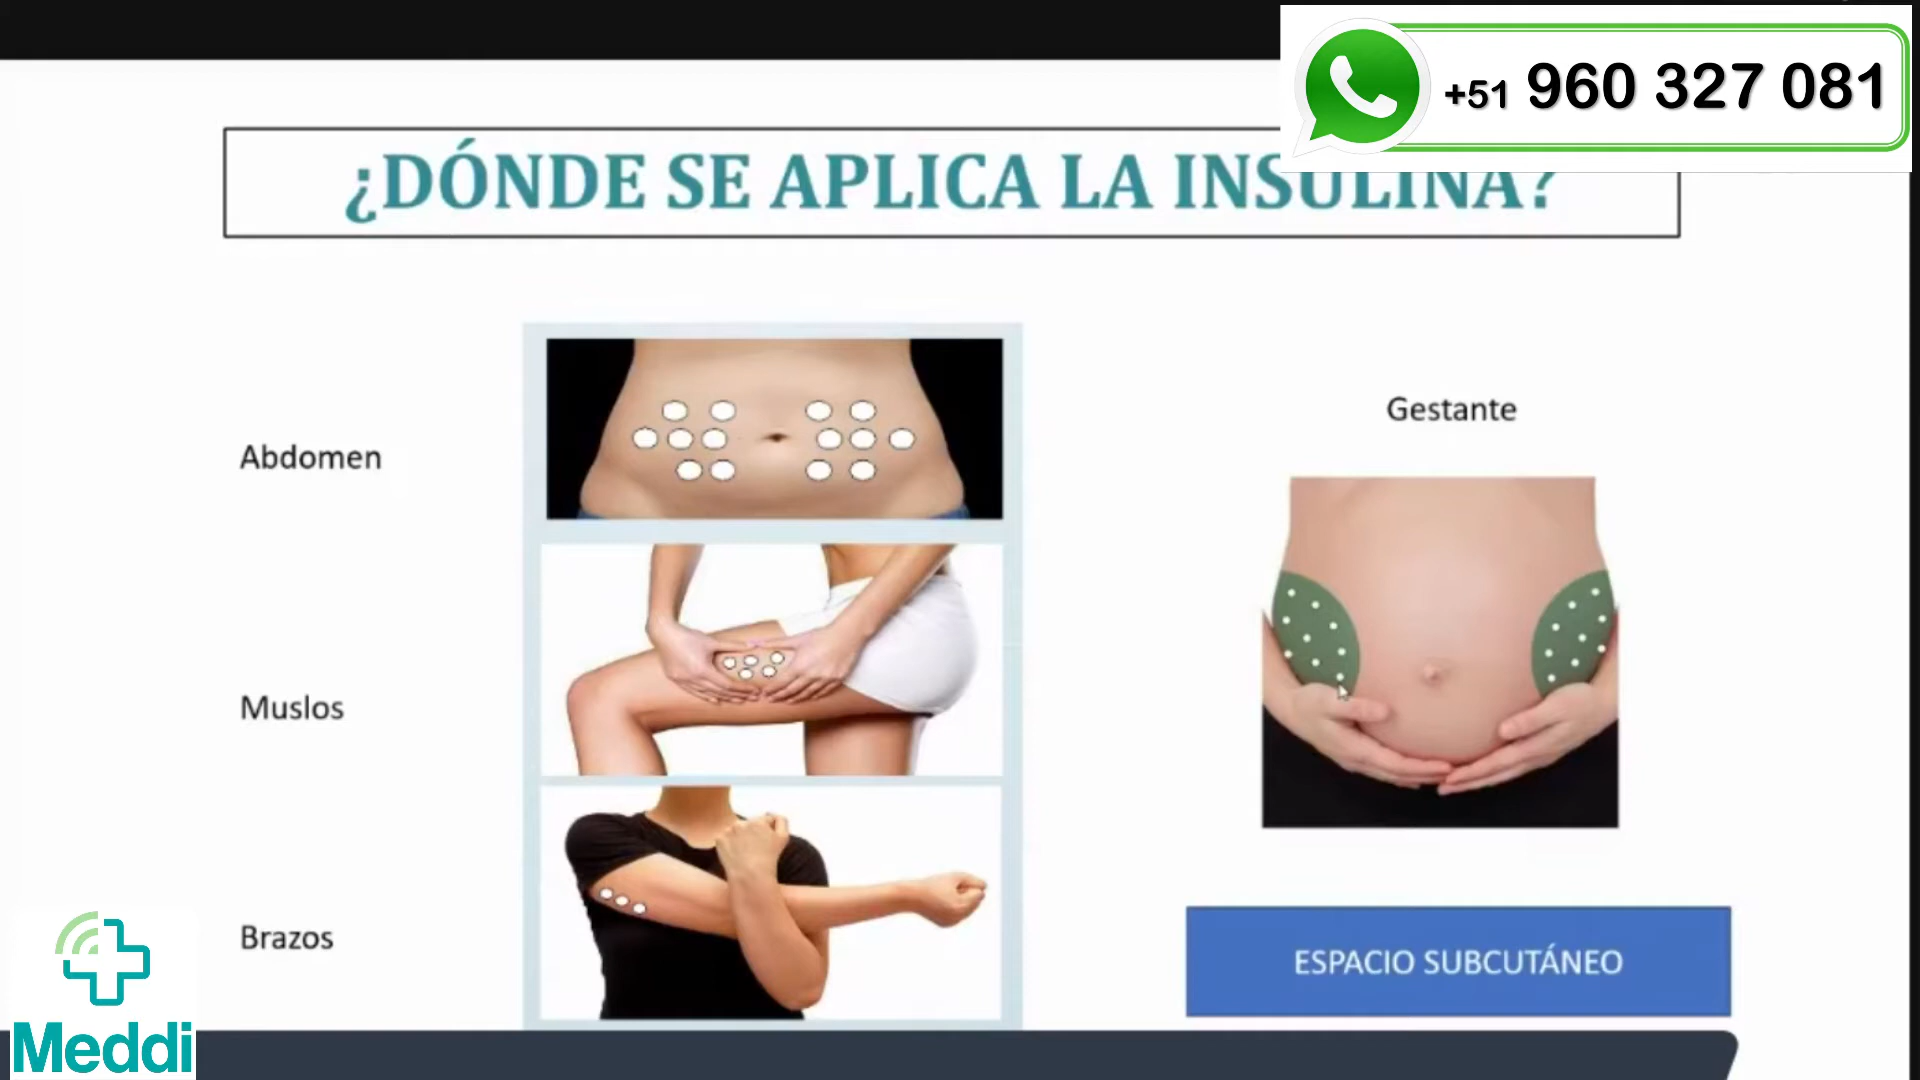 +51 960 327 081
¿DÓNDE SE APLICA LA INSULINA?
Abdomen
Muslos
Brazos
Gestante
ESPACIO SUBCUTÁNEO
Meddi